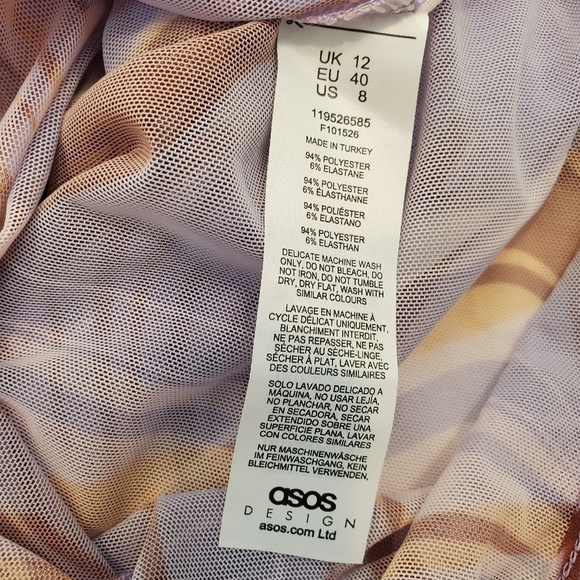 UK 12
EU 40
US 8
119526585
F101526
MADE IN TURKEY
94% POLYESTER
6% ELASTANE
94% POLYESTER
6% ÉLASTHANNE
94% POLIÉSTER
6% ELASTANO
94% POLYESTER
6% ELASTHAN
DELICATE MACHINE WASH
ONLY, DO NOT BLEACH, DO
NOT IRON, DO NOT TUMBLE
DRY, DRY FLAT, WASH WITH
SIMILAR COLOURS
LAVAGE EN MACHINE À
CYCLE DÉLICAT UNIQUEMENT,
BLANCHIMENT INTERDIT,
NE PAS REPASSER, NE PAS
SÉCHER AU SÈCHE-LINGE,
SÉCHER À PLAT, LAVER AVEC
DES COULEURS SIMILAIRES
SOLO LAVADO DELICADO A
MÁQUINA, NO USAR LEJÍA,
NO PLANCHAR, NO SECAR
EN SECADORA, SECAR
EXTENDIDO SOBRE UNA
SUPERFICIE PLANA, LAVAR
CON COLORES SIMILARES
NUR MASCHINENWÄSCHE
IM FEINWASCHGANG, KEIN
BLEICHMITTEL VERWENDEN,
asos
DESIGN
asos.com Ltd